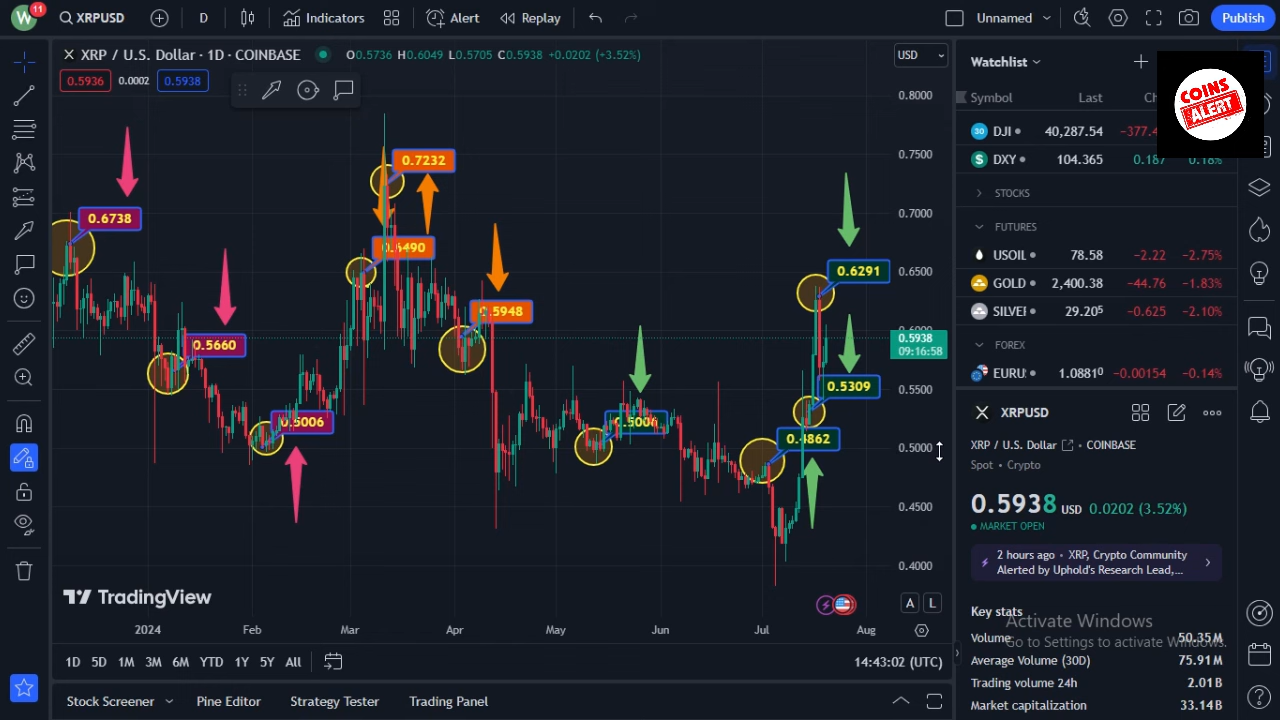 W 11 XRPUSD D Indicators Alert Replay Unnamed Publish
XRP / U.S. Dollar · 1D · COINBASE O0.5736 H0.6049 L0.5705 C0.5938 +0.0202 (+3.52%)
USD
0.5936 0.0002 0.5938
0.8000
0.7500
0.7000
0.6500
0.5500
0.5000
0.4500
0.4000
0.5938
09:16:58
0.6738
0.5660
0.5006
0.7232
0.6490
0.5948
0.5006
0.6291
0.5309
0.4862
TradingView
A L
2024 Feb Mar Apr May Jun Jul Aug
1D 5D 1M 3M 6M YTD 1Y 5Y All 14:43:02 (UTC)
Stock Screener Pine Editor Strategy Tester Trading Panel
Watchlist
COINS
ALERT
Symbol Last
30 DJI 40,287.54
$ DXY 104.365 0.187 0.18%
STOCKS
FUTURES
USOIL 78.58 −2.22 −2.75%
GOLD 2,400.38 −44.76 −1.83%
SILVER 29.205 −0.625 −2.10%
FOREX
EURU 1.08810 −0.00154 −0.14%
XRPUSD
XRP / U.S. Dollar COINBASE
Spot • Crypto
0.5938 USD 0.0202 (3.52%)
MARKET OPEN
2 hours ago • XRP, Crypto Community
Alerted by Uphold's Research Lead,...
Key stats
Activate Windows
Go to Settings to activate Windows.
Volume 50.35M
Average Volume (30D) 75.91M
Trading volume 24h 2.01B
Market capitalization 33.14B